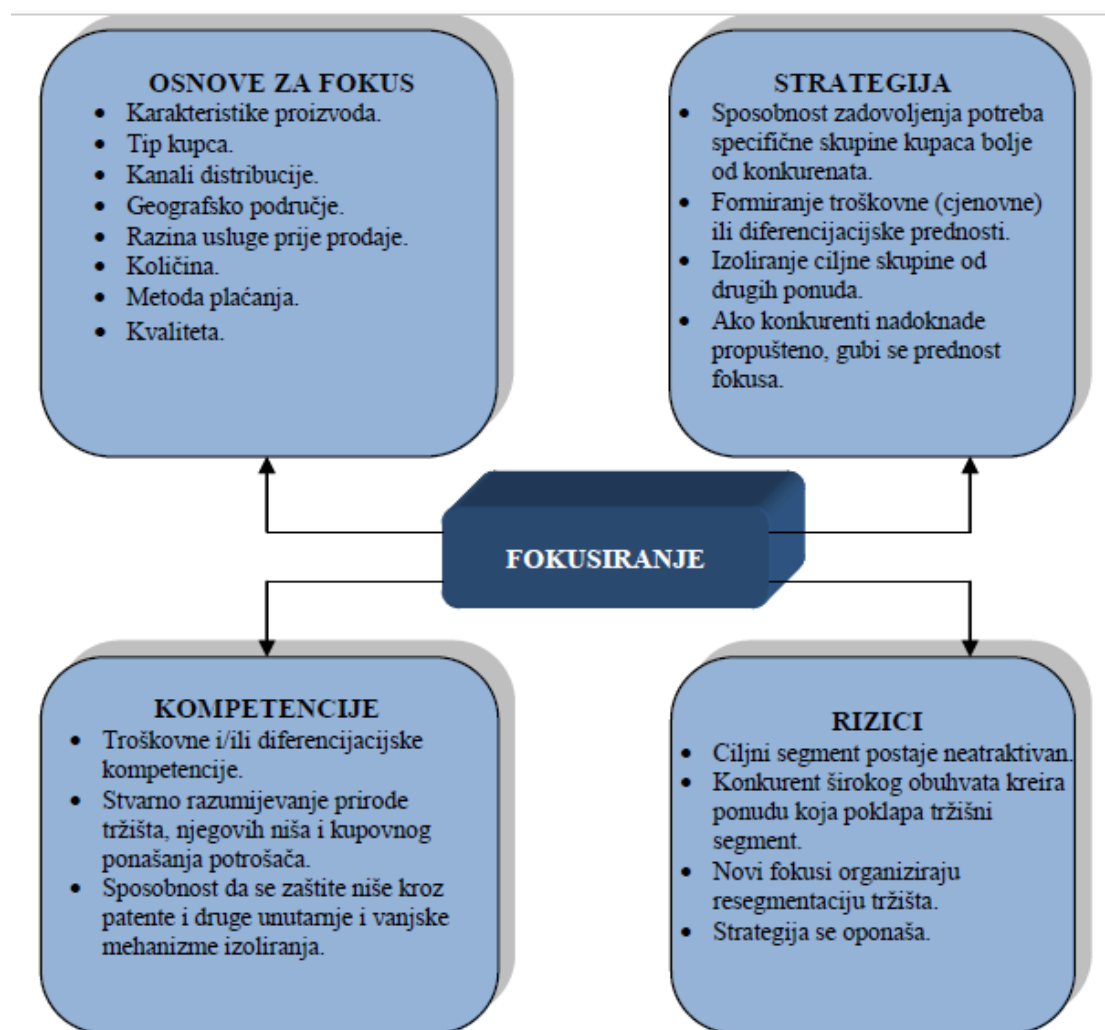 OSNOVE ZA FOKUS
• Karakteristike proizvoda.
• Tip kupca.
• Kanali distribucije.
• Geografsko područje.
• Razina usluge prije prodaje.
• Količina.
• Metoda plaćanja.
• Kvaliteta.
STRATEGIJA
• Sposobnost zadovoljenja potreba
specifične skupine kupaca bolje
od konkurenata.
• Formiranje troškovne (cjenovne)
ili diferencijacijske prednosti.
• Izoliranje ciljne skupine od
drugih ponuda.
• Ako konkurenti nadoknade
propušteno, gubi se prednost
fokusa.
FOKUSIRANJE
KOMPETENCIJE
• Troškovne i/ili diferencijacijske
kompetencije.
• Stvarno razumijevanje prirode
tržišta, njegovih niša i kupovnog
ponašanja potrošača.
• Sposobnost da se zaštite niše kroz
patente i druge unutarnje i vanjske
mehanizme izoliranja.
RIZICI
• Ciljni segment postaje neatraktivan.
• Konkurent širokog obuhvata kreira
ponudu koja poklapa tržišni
segment.
• Novi fokusi organiziraju
resegmentaciju tržišta.
• Strategija se oponaša.